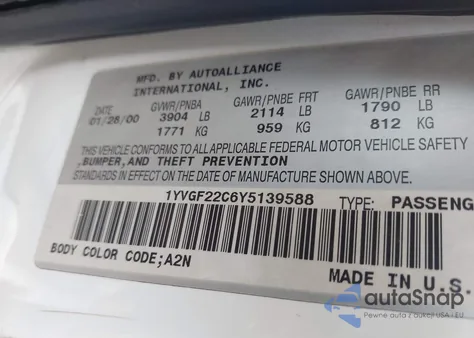 MFD. BY AUTOALLIANCE
INTERNATIONAL, INC.
DATE GVWR/PNBA GAWR/PNBE FRT GAWR/PNBE RR
01/28/00 3904 LB 2114 LB 1790 LB
1771 KG 959 KG 812 KG
THIS VEHICLE CONFORMS TO ALL APPLICABLE FEDERAL MOTOR VEHICLE SAFETY
,BUMPER,AND THEFT PREVENTION
STANDARDS IN EFFECT ON THE DATE OF MANUFACTURE SHOWN ABOVE.
1YVGF22C6Y5139588 TYPE: PASSENG
BODY COLOR CODE;A2N
MADE IN U.S.
autoSnap
Pewne auta z aukcji USA i EU